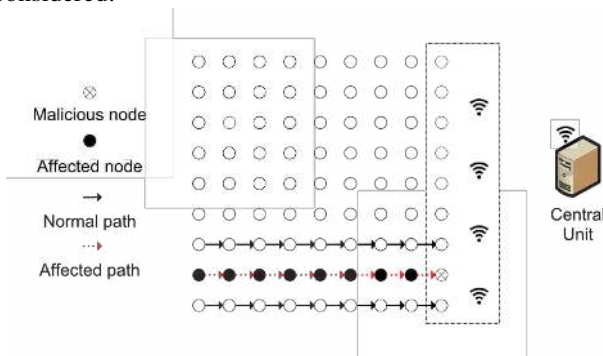 considered.
Malicious node
Affected node
Normal path
Affected path
Central
Unit